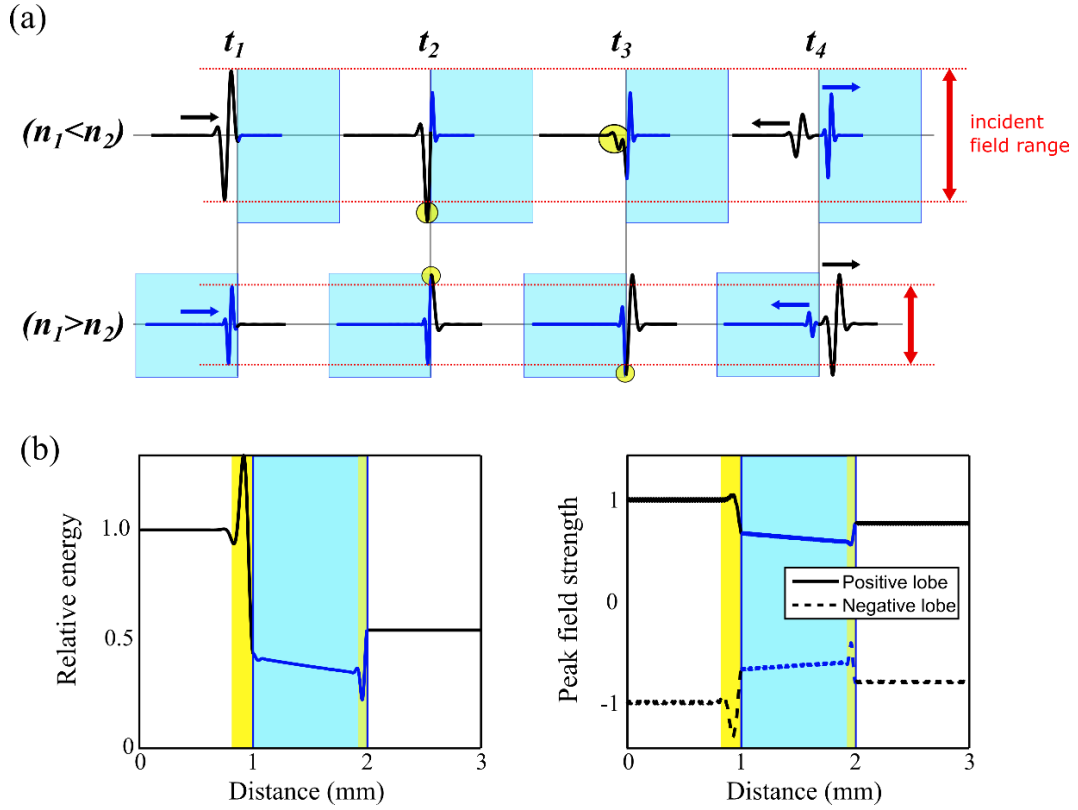 (a)
t1 t2 t3 t4
(n1<n2)
incident
field range
(n1>n2)
(b)
Relative energy
1.0
0.5
0
0 1 2 3
Distance (mm)
Peak field strength
1
0
-1
Positive lobe
Negative lobe
0 1 2 3
Distance (mm)